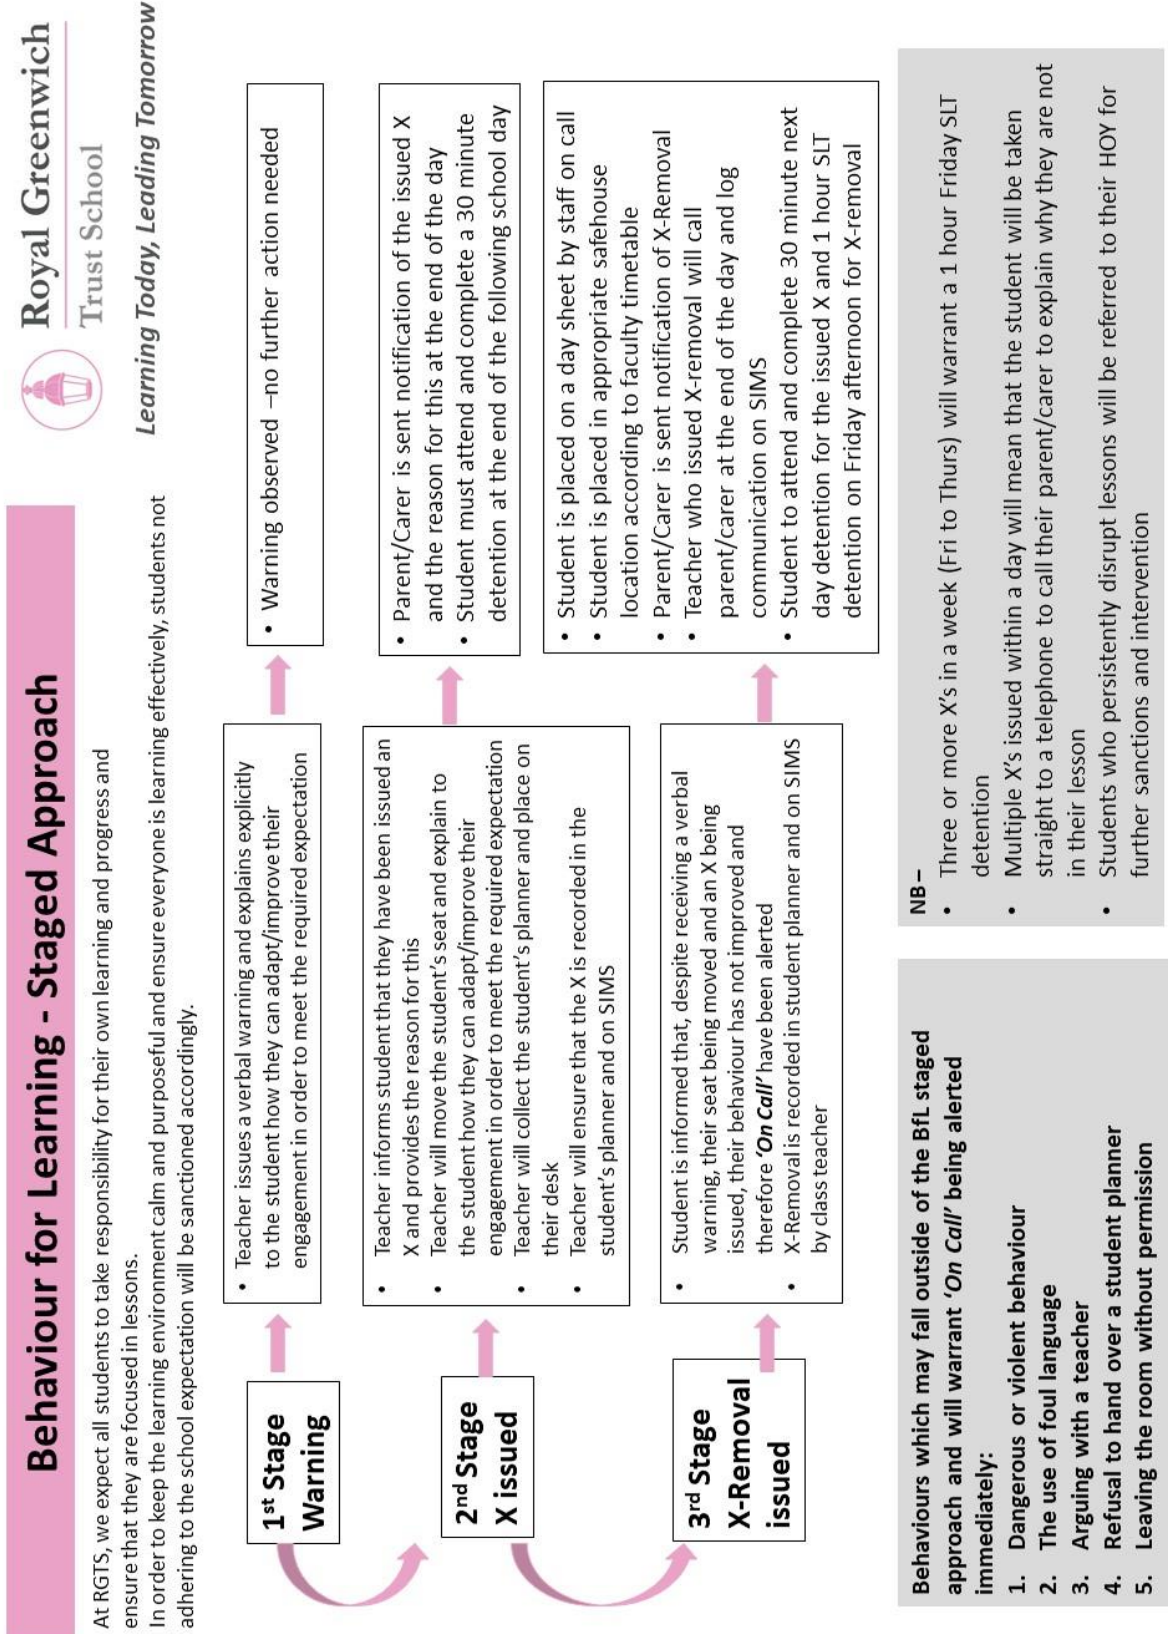 Behaviour for Learning - Staged Approach
Royal Greenwich
Trust School
Learning Today, Leading Tomorrow
At RGTS, we expect all students to take responsibility for their own learning and progress and
ensure that they are focused in lessons.
In order to keep the learning environment calm and purposeful and ensure everyone is learning effectively, students not
adhering to the school expectation will be sanctioned accordingly.
1st Stage
Warning
• Teacher issues a verbal warning and explains explicitly
to the student how they can adapt/improve their
engagement in order to meet the required expectation
• Warning observed –no further action needed
2nd Stage
X issued
• Teacher informs student that they have been issued an
X and provides the reason for this
• Teacher will move the student's seat and explain to
the student how they can adapt/improve their
engagement in order to meet the required expectation
• Teacher will collect the student's planner and place on
their desk
• Teacher will ensure that the X is recorded in the
student's planner and on SIMS
• Parent/Carer is sent notification of the issued X
and the reason for this at the end of the day
• Student must attend and complete a 30 minute
detention at the end of the following school day
3rd Stage
X-Removal
issued
• Student is informed that, despite receiving a verbal
warning, their seat being moved and an X being
issued, their behaviour has not improved and
therefore 'On Call' have been alerted
• X-Removal is recorded in student planner and on SIMS
by class teacher
• Student is placed on a day sheet by staff on call
• Student is placed in appropriate safehouse
location according to faculty timetable
• Parent/Carer is sent notification of X-Removal
• Teacher who issued X-removal will call
parent/carer at the end of the day and log
communication on SIMS
• Student to attend and complete 30 minute next
day detention for the issued X and 1 hour SLT
detention on Friday afternoon for X-removal
Behaviours which may fall outside of the BfL staged
approach and will warrant 'On Call' being alerted
immediately:
1. Dangerous or violent behaviour
2. The use of foul language
3. Arguing with a teacher
4. Refusal to hand over a student planner
5. Leaving the room without permission
NB–
• Three or more X's in a week (Fri to Thurs) will warrant a 1 hour Friday SLT
detention
• Multiple X's issued within a day will mean that the student will be taken
straight to a telephone to call their parent/carer to explain why they are not
in their lesson
• Students who persistently disrupt lessons will be referred to their HOY for
further sanctions and intervention